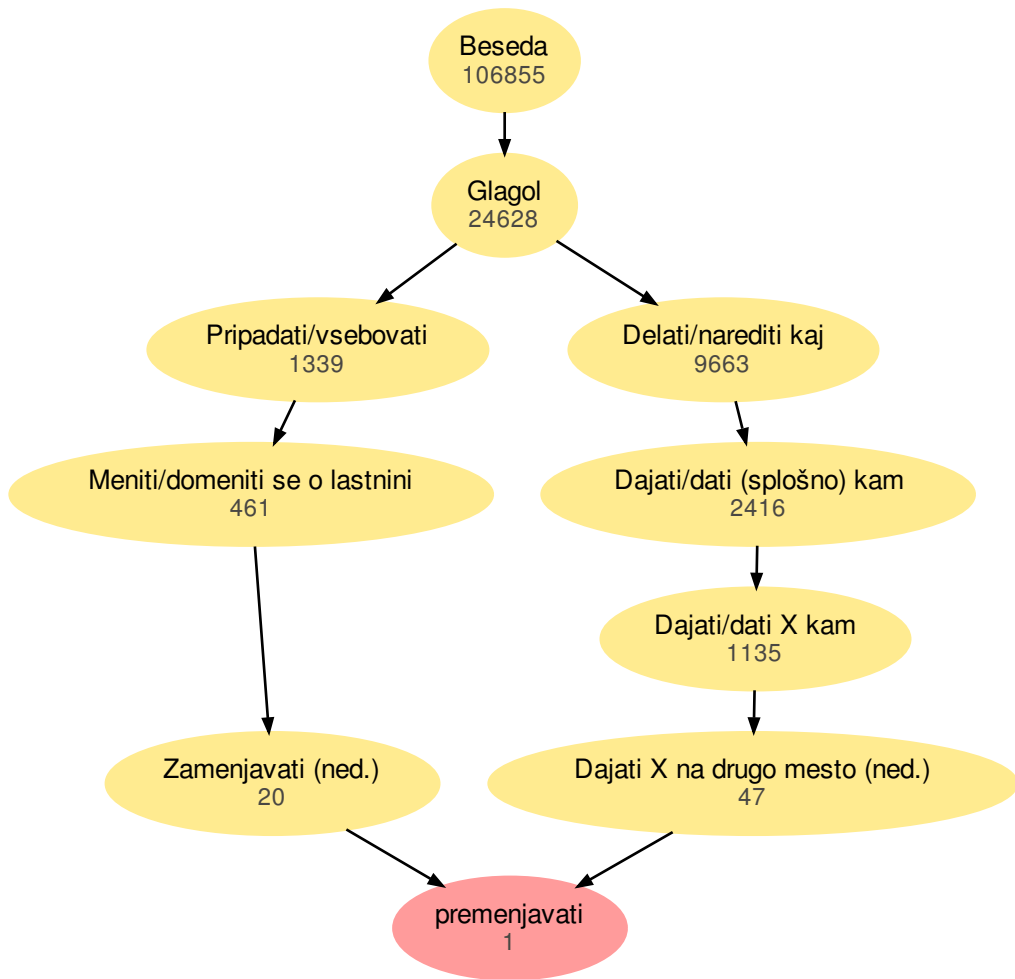 Beseda
106855
Glagol
24628
Pripadati/vsebovati
1339
Delati/narediti kaj
9663
Meniti/domeniti se o lastnini
461
Dajati/dati (splošno) kam
2416
Dajati/dati X kam
1135
Zamenjavati (ned.)
20
Dajati X na drugo mesto (ned.)
47
premenjavati
1